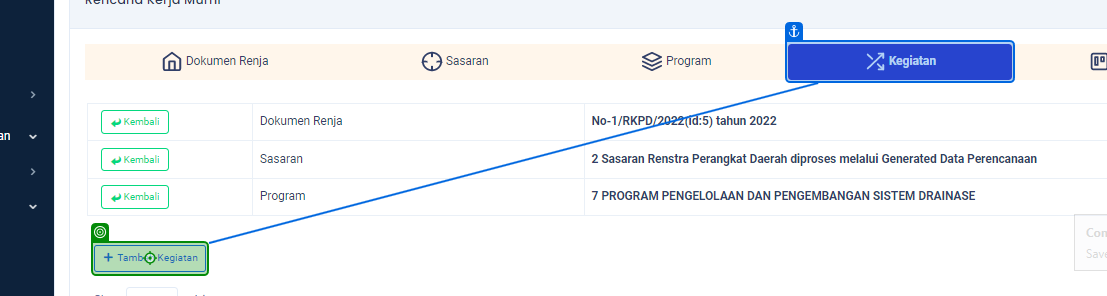 Rencana Kerja Murni
Dokumen Renja
Sasaran
Program
Kegiatan
an
Kembali
Dokumen Renja
No-1/RKPD/2022(id:5) tahun 2022
Kembali
Sasaran
2 Sasaran Renstra Perangkat Daerah diproses melalui Generated Data Perencanaan
Kembali
Program
7 PROGRAM PENGELOLAAN DAN PENGEMBANGAN SISTEM DRAINASE
Con
Save
+ Tambah Kegiatan